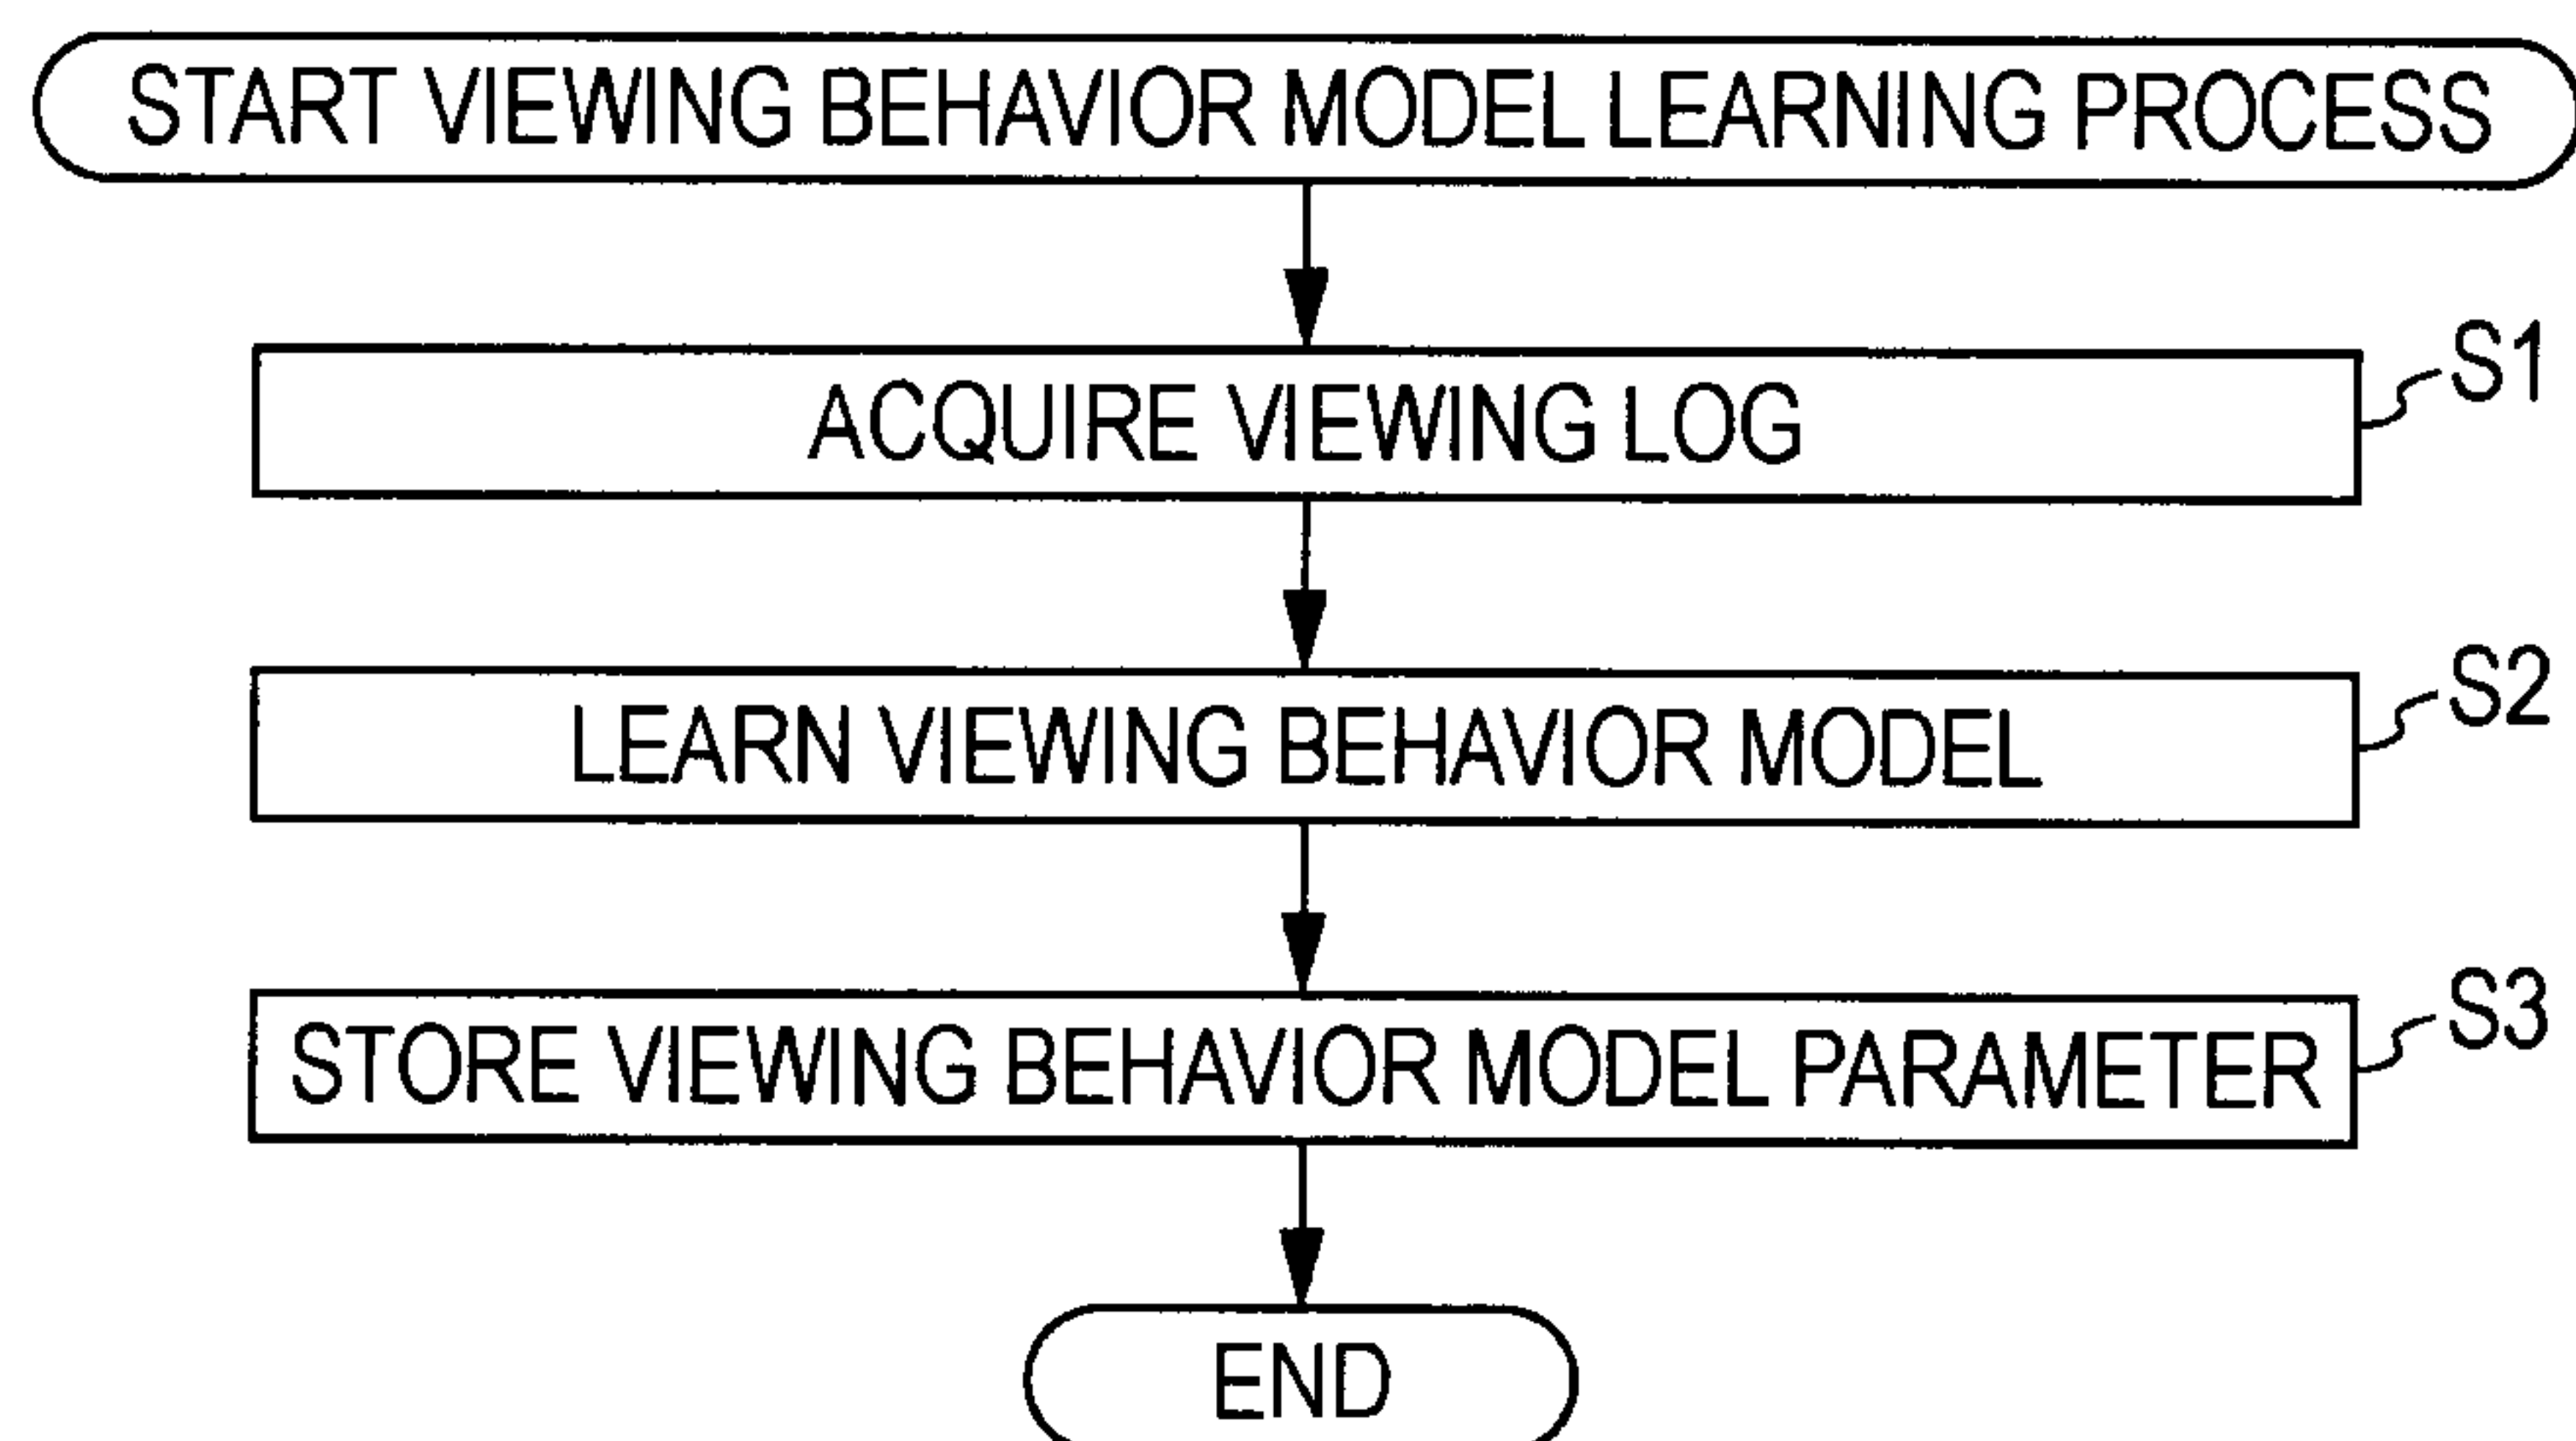 START VIEWING BEHAVIOR MODEL LEARNING PROCESS
ACQUIRE VIEWING LOG
S1
LEARN VIEWING BEHAVIOR MODEL
S2
STORE VIEWING BEHAVIOR MODEL PARAMETER
S3
END